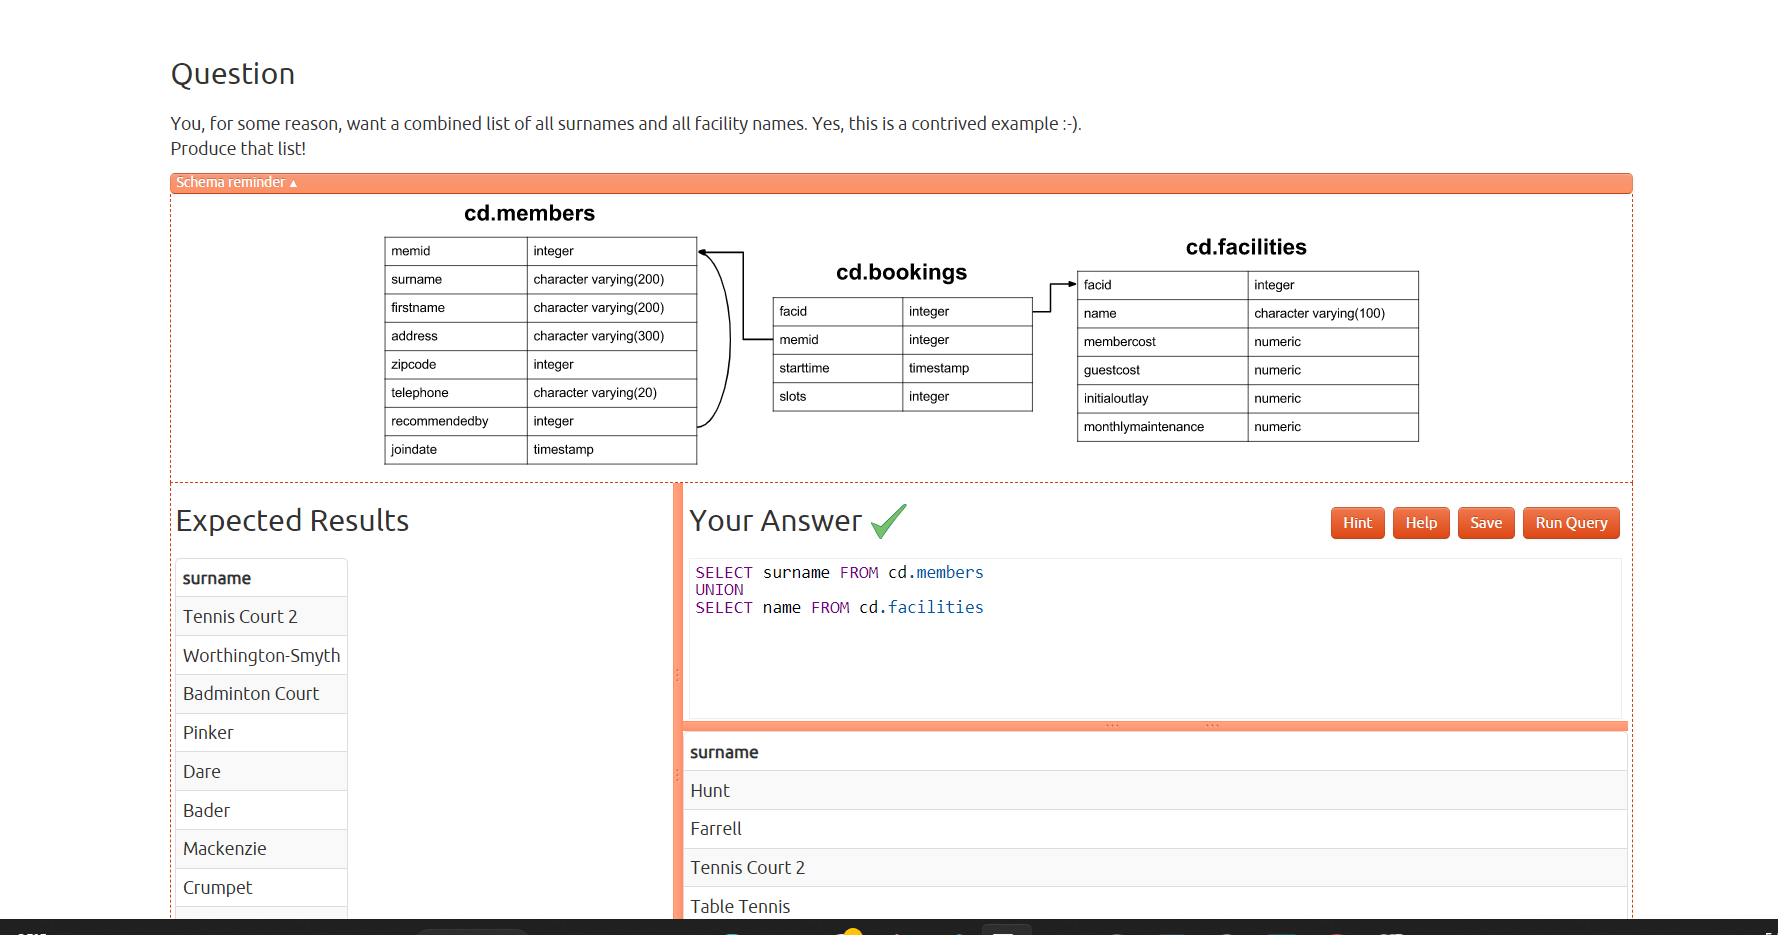 Question
You, for some reason, want a combined list of all surnames and all facility names. Yes, this is a contrived example :-).
Produce that list!
Schema reminder ▲
cd.members
memid integer
surname character varying(200)
firstname character varying(200)
address character varying(300)
zipcode integer
telephone character varying(20)
recommendedby integer
joindate timestamp
cd.bookings
facid integer
memid integer
starttime timestamp
slots integer
cd.facilities
facid integer
name character varying(100)
membercost numeric
guestcost numeric
initialoutlay numeric
monthlymaintenance numeric
Expected Results
surname
Tennis Court 2
Worthington-Smyth
Badminton Court
Pinker
Dare
Bader
Mackenzie
Crumpet
Your Answer
Hint Help Save Run Query
SELECT surname FROM cd.members
UNION
SELECT name FROM cd.facilities
surname
Hunt
Farrell
Tennis Court 2
Table Tennis